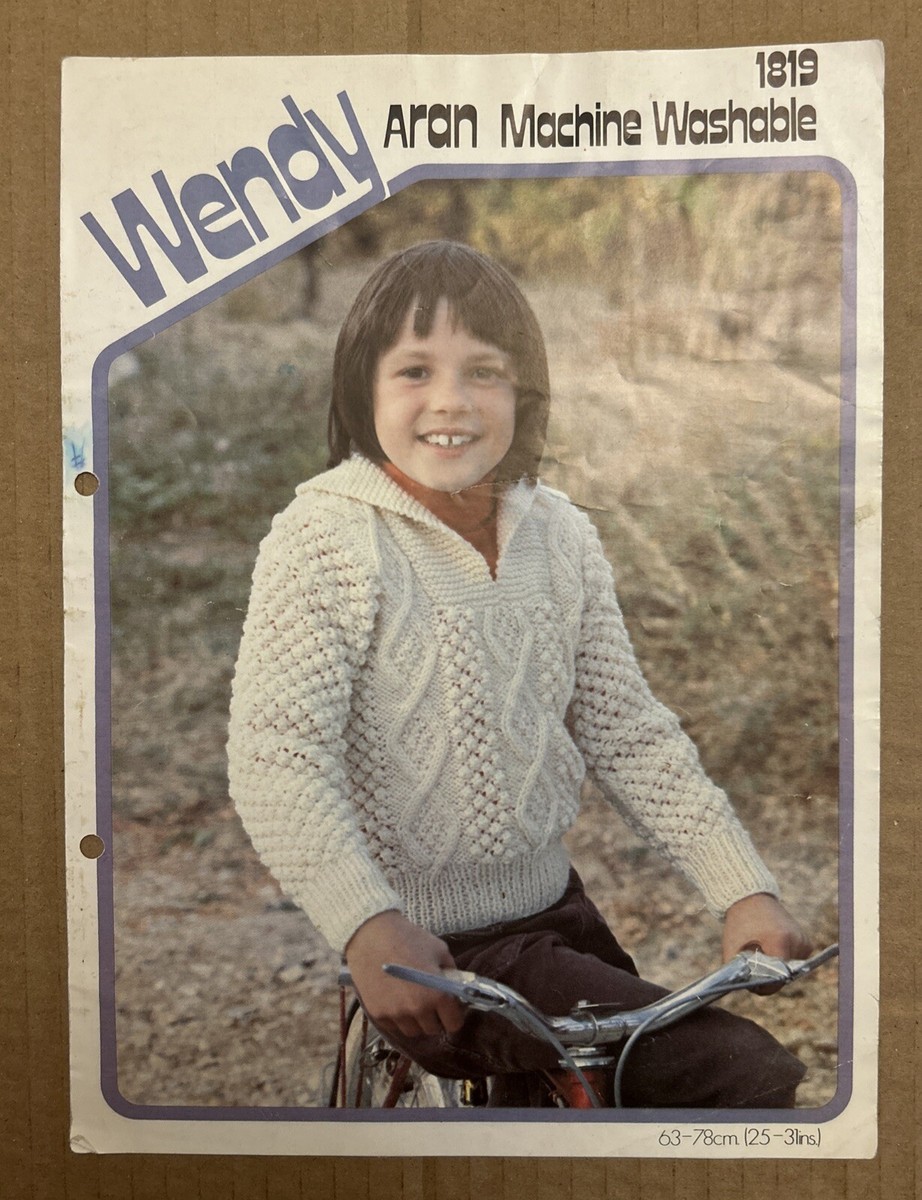 1819
Wendy Aran Machine Washable
63-78cm. (25-31ins.)